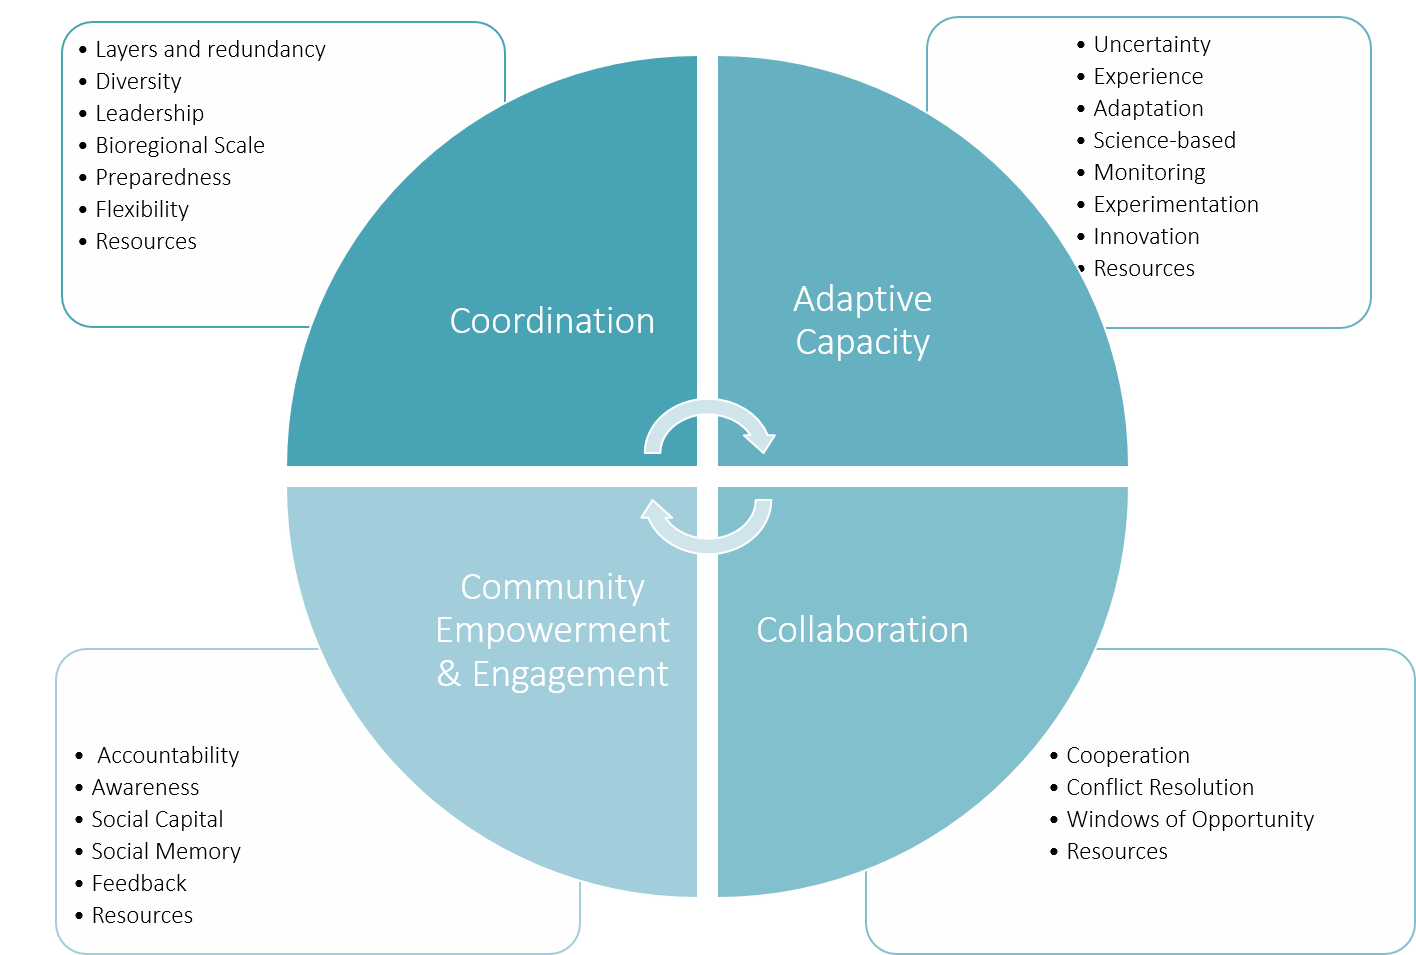 • Layers and redundancy
• Diversity
• Leadership
• Bioregional Scale
• Preparedness
• Flexibility
• Resources
• Uncertainty
• Experience
• Adaptation
• Science-based
• Monitoring
• Experimentation
• Innovation
• Resources
Coordination
Adaptive
Capacity
Community
Empowerment
& Engagement
Collaboration
• Accountability
• Awareness
• Social Capital
• Social Memory
• Feedback
• Resources
• Cooperation
• Conflict Resolution
• Windows of Opportunity
• Resources